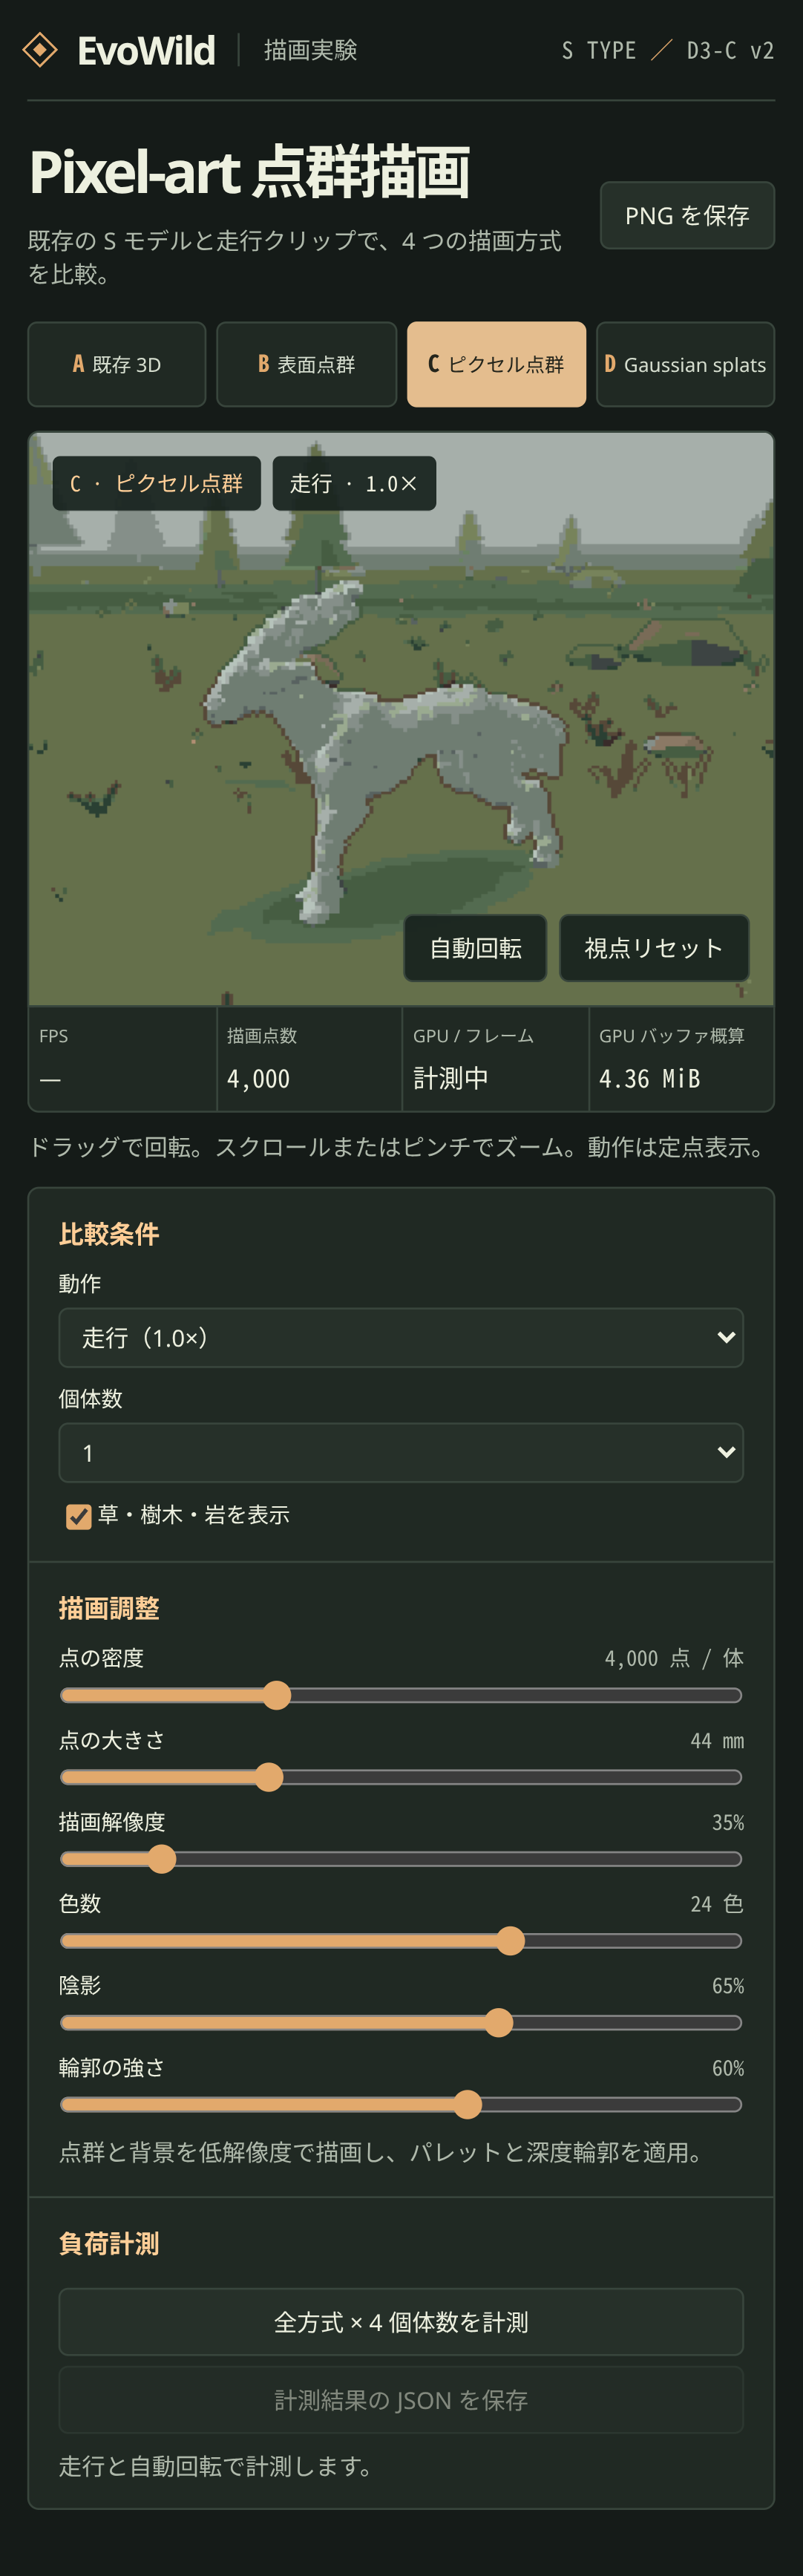 EvoWild 描画実験 S TYPE ／ D3-C v2
Pixel-art 点群描画
既存の S モデルと走行クリップで、4 つの描画方式
を比較。
PNG を保存
A 既存 3D
B 表面点群
C ピクセル点群
D Gaussian splats
C · ピクセル点群
走行 · 1.0×
自動回転
視点リセット
FPS
—
描画点数
4,000
GPU / フレーム
計測中
GPU バッファ概算
4.36 MiB
ドラッグで回転。スクロールまたはピンチでズーム。動作は定点表示。
比較条件
動作
走行（1.0×）
個体数
1
草・樹木・岩を表示
描画調整
点の密度 4,000 点 / 体
点の大きさ 44 mm
描画解像度 35%
色数 24 色
陰影 65%
輪郭の強さ 60%
点群と背景を低解像度で描画し、パレットと深度輪郭を適用。
負荷計測
全方式 × 4 個体数を計測
計測結果の JSON を保存
走行と自動回転で計測します。